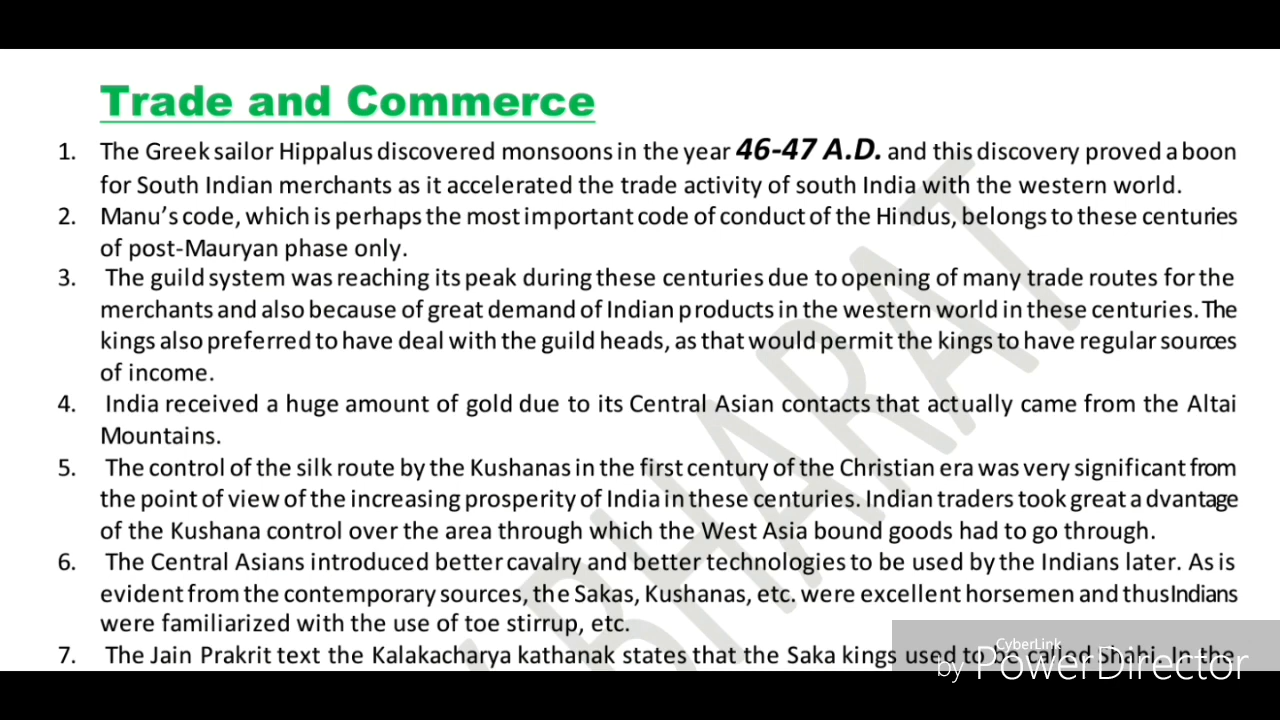 Trade and Commerce
1. The Greek sailor Hippalus discovered monsoons in the year 46-47 A.D. and this discovery proved a boon
for South Indian merchants as it accelerated the trade activity of south India with the western world.
2. Manu's code, which is perhaps the most important code of conduct of the Hindus, belongs to these centuries
of post-Mauryan phase only.
3. The guild system was reaching its peak during these centuries due to opening of many trade routes for the
merchants and also because of great demand of Indian products in the western world in these centuries. The
kings also preferred to have deal with the guild heads, as that would permit the kings to have regular sources
of income.
4. India received a huge amount of gold due to its Central Asian contacts that actually came from the Altai
Mountains.
5. The control of the silk route by the Kushanas in the first century of the Christian era was very significant from
the point of view of the increasing prosperity of India in these centuries. Indian traders took great advantage
of the Kushana control over the area through which the West Asia bound goods had to go through.
6. The Central Asians introduced better cavalry and better technologies to be used by the Indians later. As is
evident from the contemporary sources, the Sakas, Kushanas, etc. were excellent horsemen and thus Indians
were familiarized with the use of toe stirrup, etc.
7. The Jain Prakrit text the Kalakacharya kathanak states that the Saka kings used to be called Shahi. In the
BHARAT
CyberLink
by PowerDirector